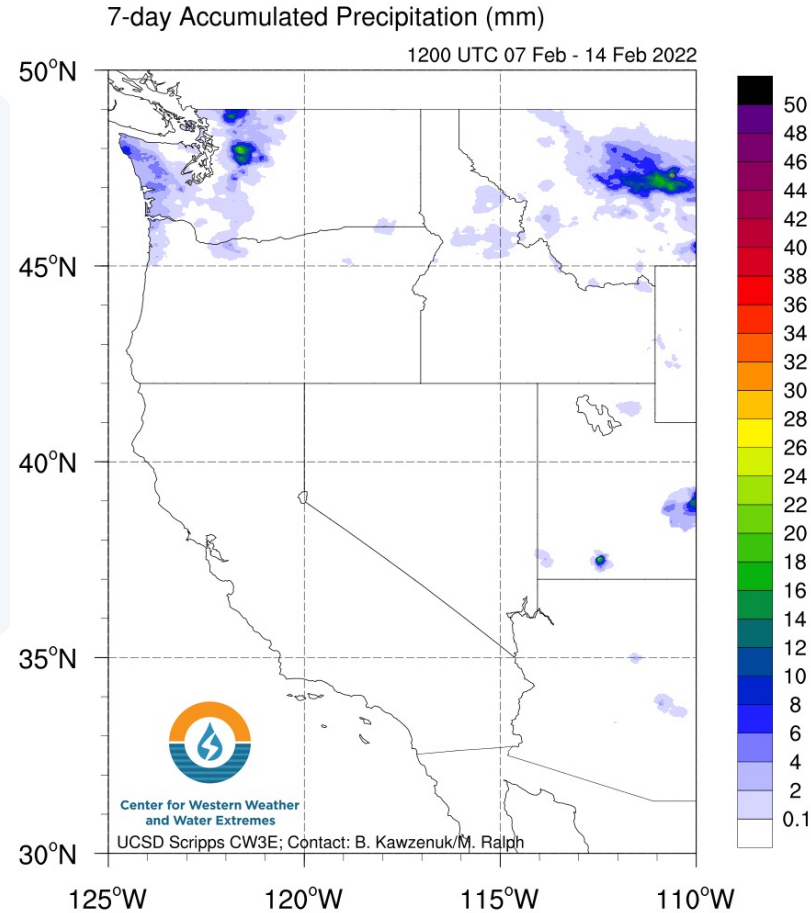 7-day Accumulated Precipitation (mm)
1200 UTC 07 Feb - 14 Feb 2022
50°N
45°N
40°N
35°N
30°N
125°W
120°W
115°W
110°W
50
48
46
44
42
40
38
36
34
32
30
28
26
24
22
20
18
16
14
12
10
8
6
4
2
0.1
Center for Western Weather
and Water Extremes
UCSD Scripps CW3E; Contact: B. Kawzenuk/M. Ralph